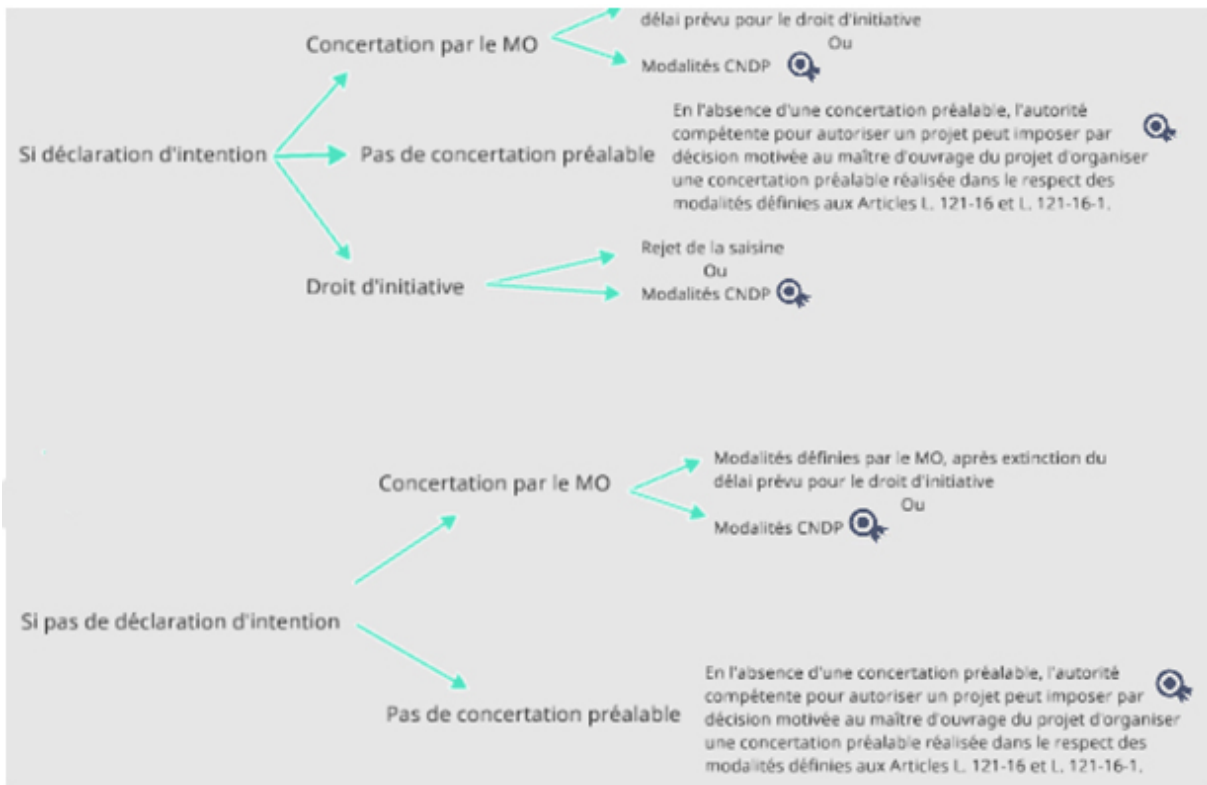 délai prévu pour le droit d'initiative
Concertation par le MO
Ou
Modalités CNDP
En l'absence d'une concertation préalable, l'autorité
compétente pour autoriser un projet peut imposer par
Si déclaration d'intention
Pas de concertation préalable
décision motivée au maître d'ouvrage du projet d'organiser
une concertation préalable réalisée dans le respect des
modalités définies aux Articles L. 121-16 et L. 121-16-1.
Rejet de la saisine
Ou
Droit d'initiative
Modalités CNDP
Modalités définies par le MO, après extinction du
Concertation par le MO
délai prévu pour le droit d'initiative
Ou
Modalités CNDP
Si pas de déclaration d'intention
En l'absence d'une concertation préalable, l'autorité
compétente pour autoriser un projet peut imposer par
Pas de concertation préalable
décision motivée au maître d'ouvrage du projet d'organiser
une concertation préalable réalisée dans le respect des
modalités définies aux Articles L. 121-16 et L. 121-16-1.